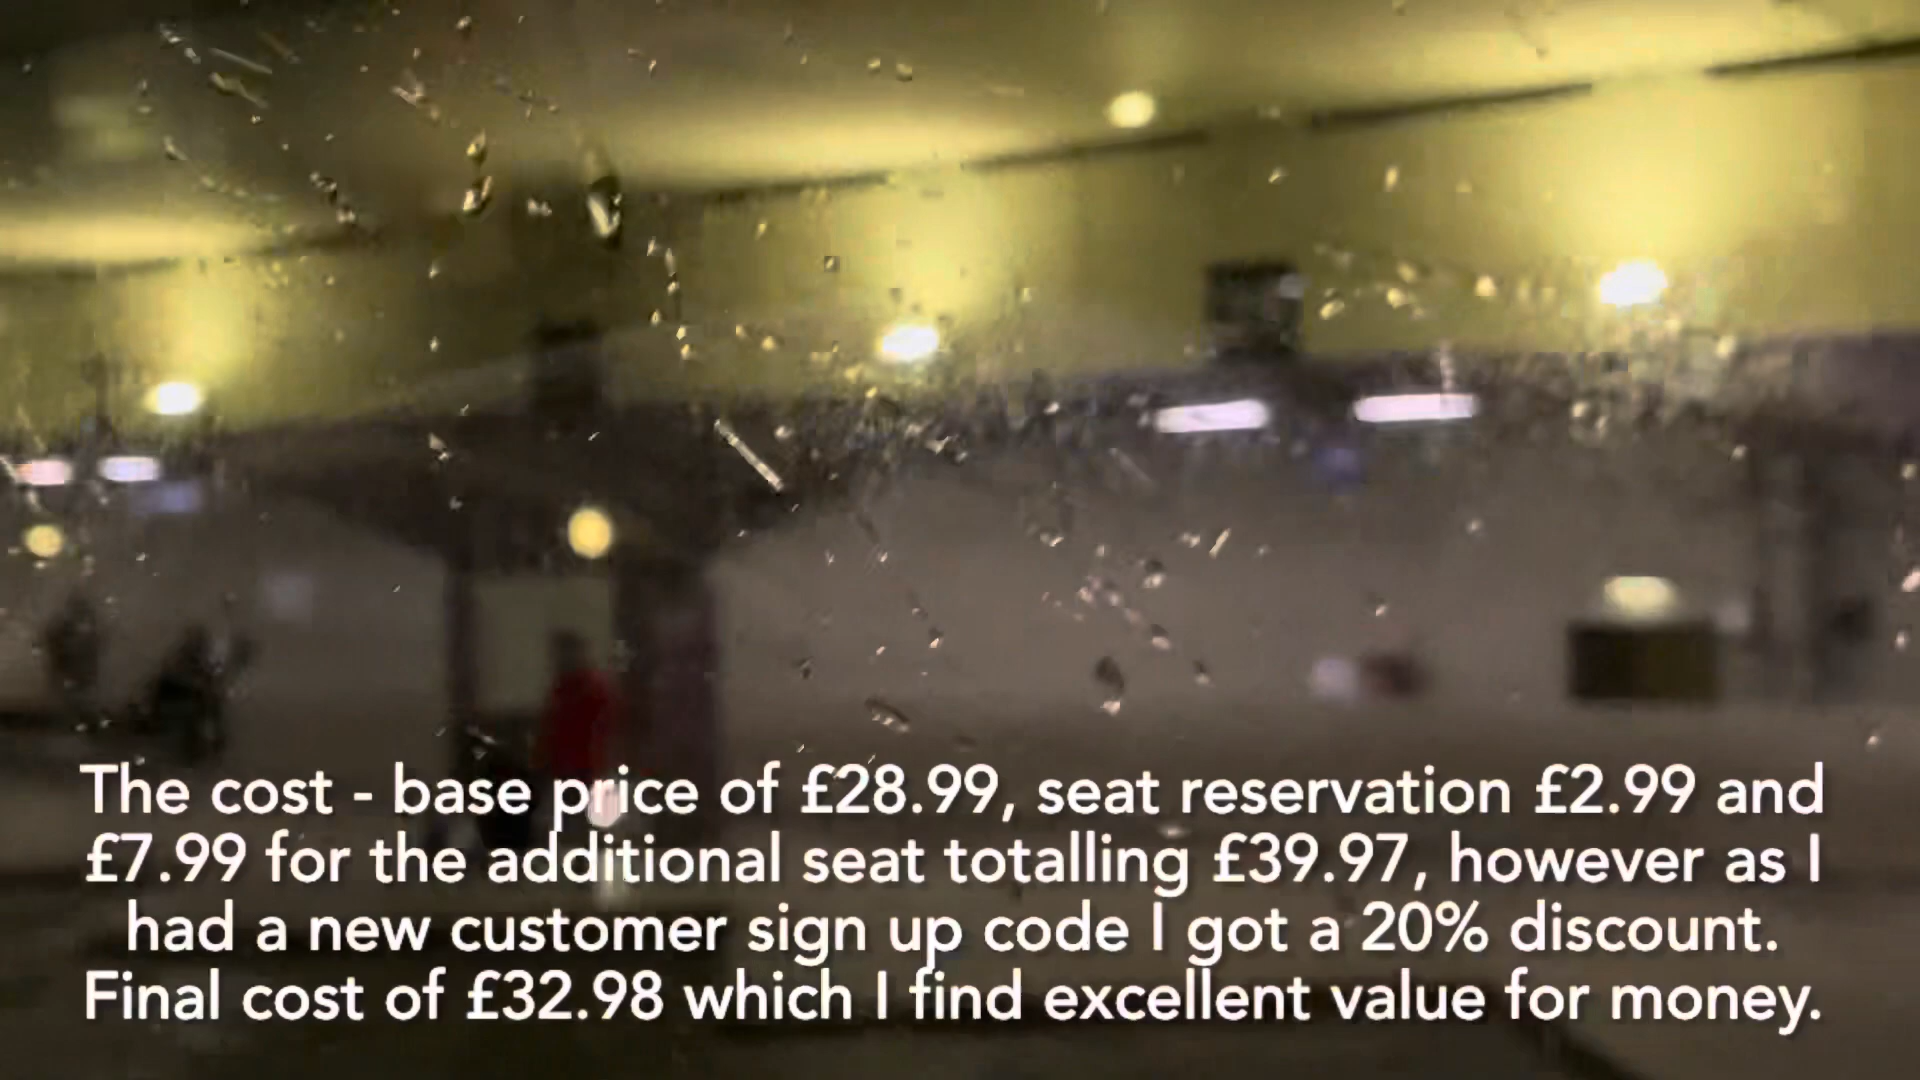 The cost - base price of £28.99, seat reservation £2.99 and
£7.99 for the additional seat totalling £39.97, however as I
had a new customer sign up code I got a 20% discount.
Final cost of £32.98 which I find excellent value for money.